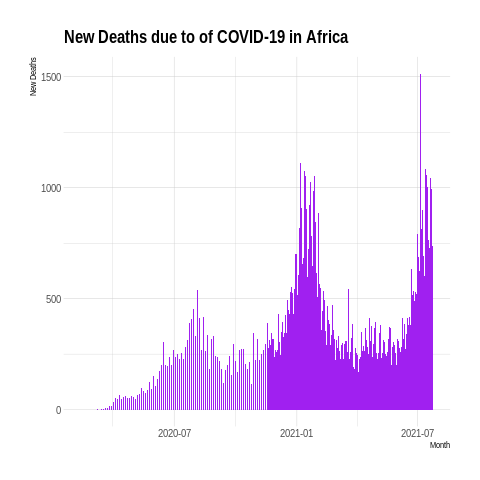 New Deaths due to of COVID-19 in Africa
New Deaths
1500
1000
500
0
2020-07
2021-01
2021-07
Month